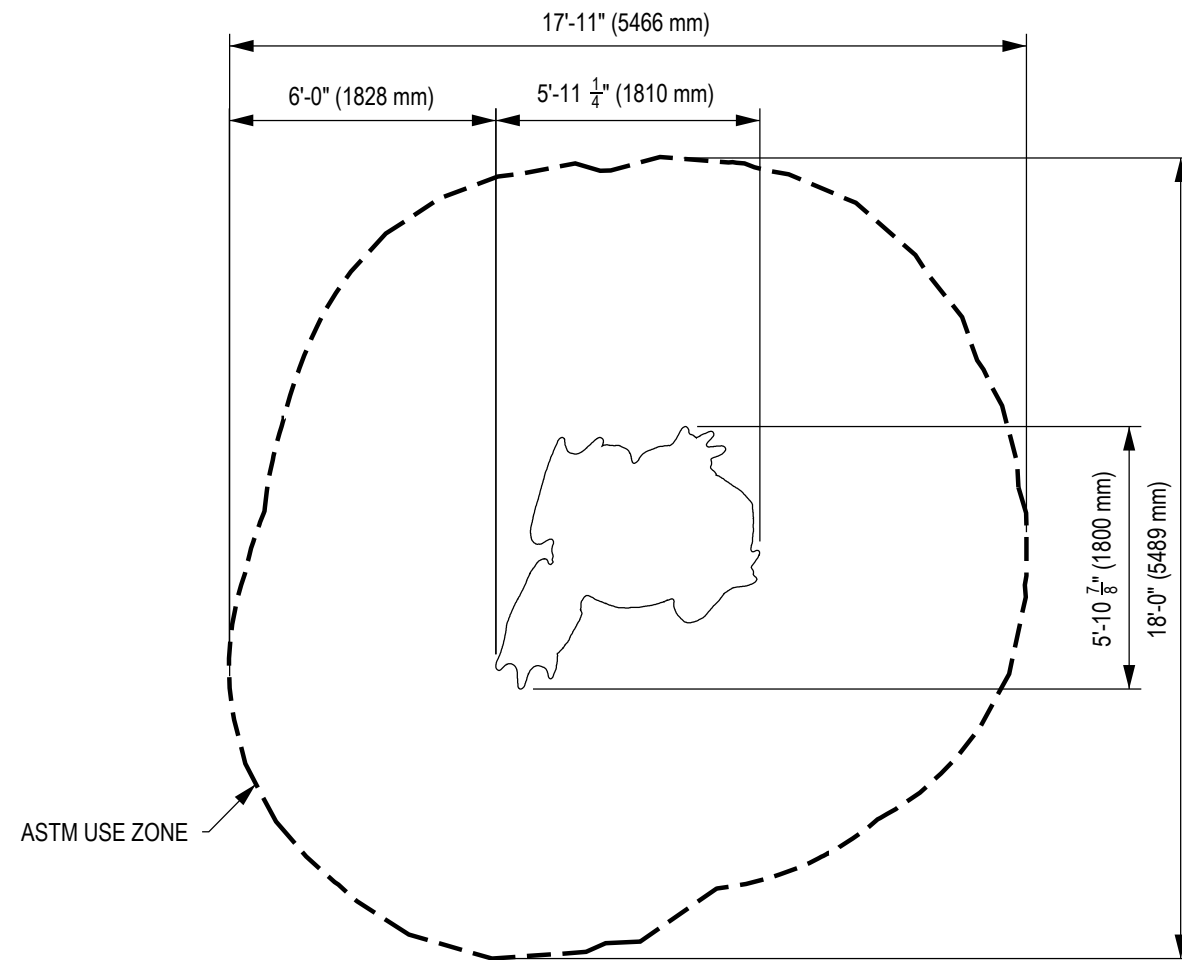 17'-11" (5466 mm)
6'-0" (1828 mm)
5'-11 1/4" (1810 mm)
5'-10 7/8" (1800 mm)
18'-0" (5489 mm)
ASTM USE ZONE